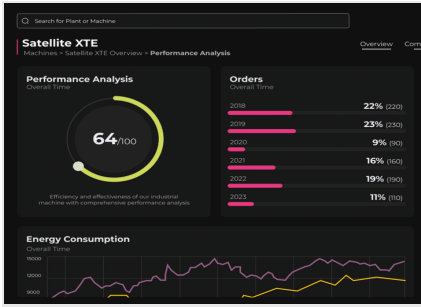 Search for Plant or Machine
Satellite XTE
Machines > Satellite XTE Overview > Performance Analysis
Overview Com
Performance Analysis
Overall Time
64/100
Efficiency and effectiveness of our industrial
machine with comprehensive performance analysis
Orders
Overall Time
2018 22% (220)
2019 23% (230)
2020 9% (90)
2021 16% (160)
2022 19% (190)
2023 11% (110)
Energy Consumption
Overall Time
15000
12000
9000